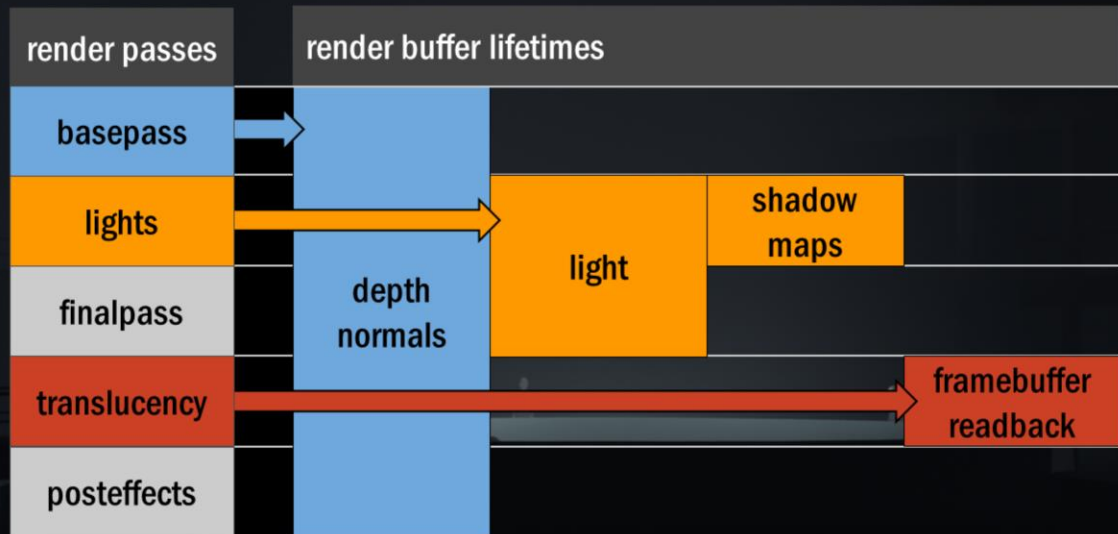 render passes
render buffer lifetimes
basepass
lights
finalpass
translucency
posteffects
depth
normals
light
shadow
maps
framebuffer
readback